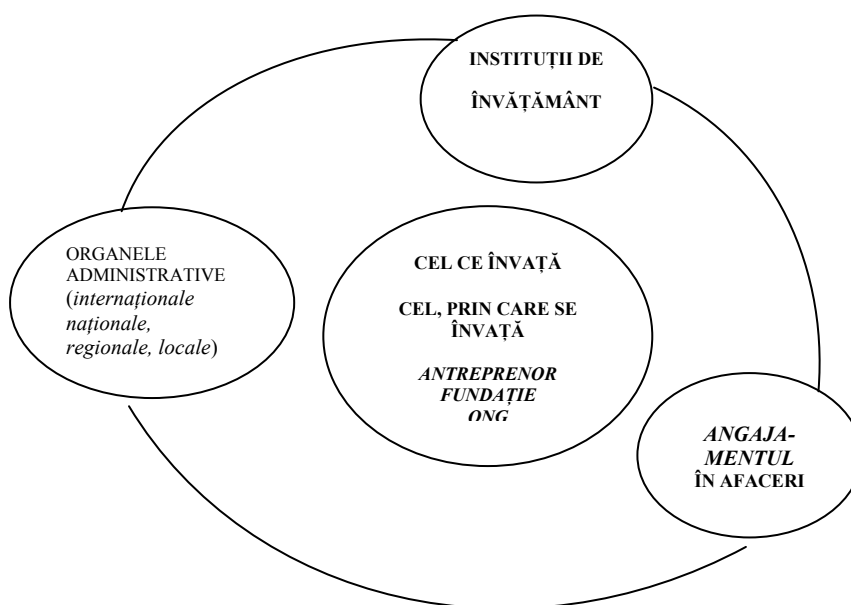 INSTITUȚII DE
ÎNVĂȚĂMÂNT
ORGANELE
ADMINISTRATIVE
(internaționale
naționale,
regionale, locale)
CEL CE ÎNVAȚĂ
CEL, PRIN CARE SE
ÎNVAȚĂ
ANTREPRENOR
FUNDAȚIE
ONG
ANGAJA-
MENTUL
ÎN AFACERI